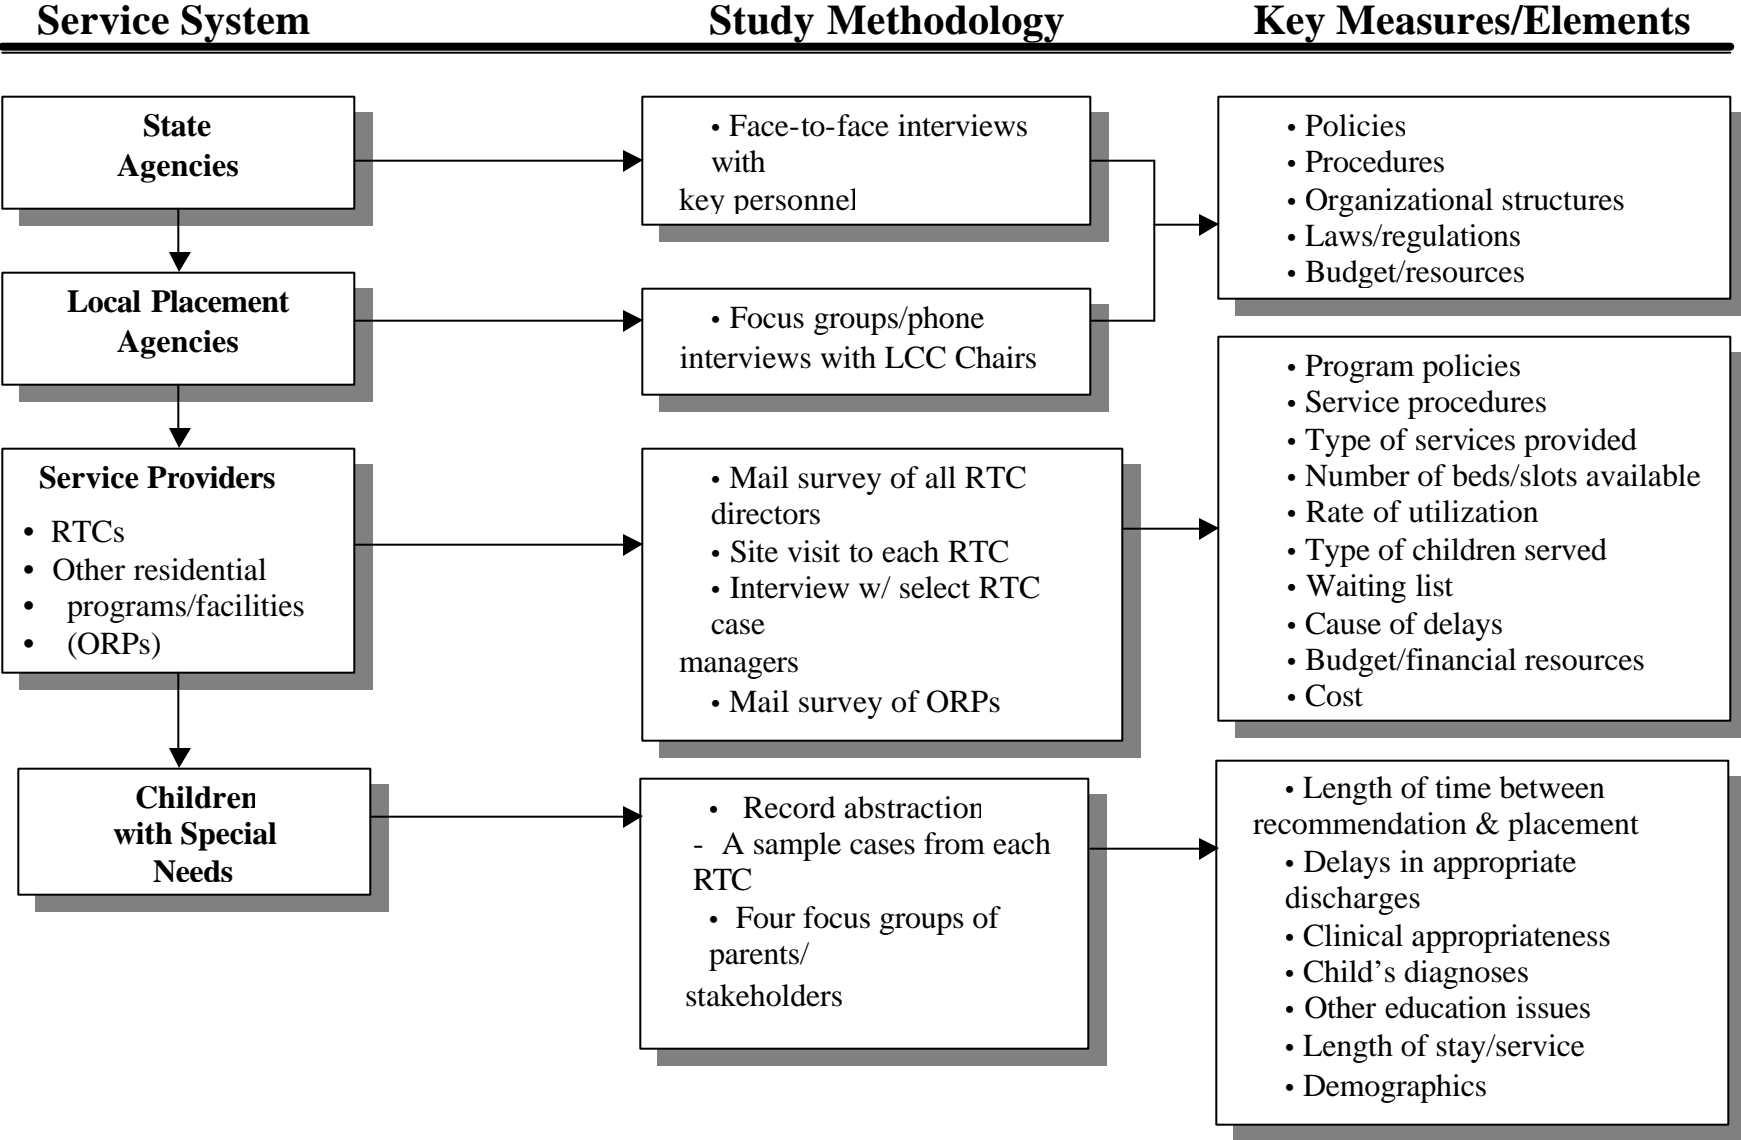 Service System
Study Methodology
Key Measures/Elements
State
Agencies
• Face-to-face interviews
with
key personnel
• Policies
• Procedures
• Organizational structures
• Laws/regulations
• Budget/resources
Local Placement
Agencies
• Focus groups/phone
interviews with LCC Chairs
Service Providers
• RTCs
• Other residential
• programs/facilities
• (ORPs)
• Mail survey of all RTC
directors
• Site visit to each RTC
• Interview w/ select RTC
case
managers
• Mail survey of ORPs
• Program policies
• Service procedures
• Type of services provided
• Number of beds/slots available
• Rate of utilization
• Type of children served
• Waiting list
• Cause of delays
• Budget/financial resources
• Cost
Children
with Special
Needs
• Record abstraction
- A sample cases from each
RTC
• Four focus groups of
parents/
stakeholders
• Length of time between
recommendation & placement
• Delays in appropriate
discharges
• Clinical appropriateness
• Child’s diagnoses
• Other education issues
• Length of stay/service
• Demographics